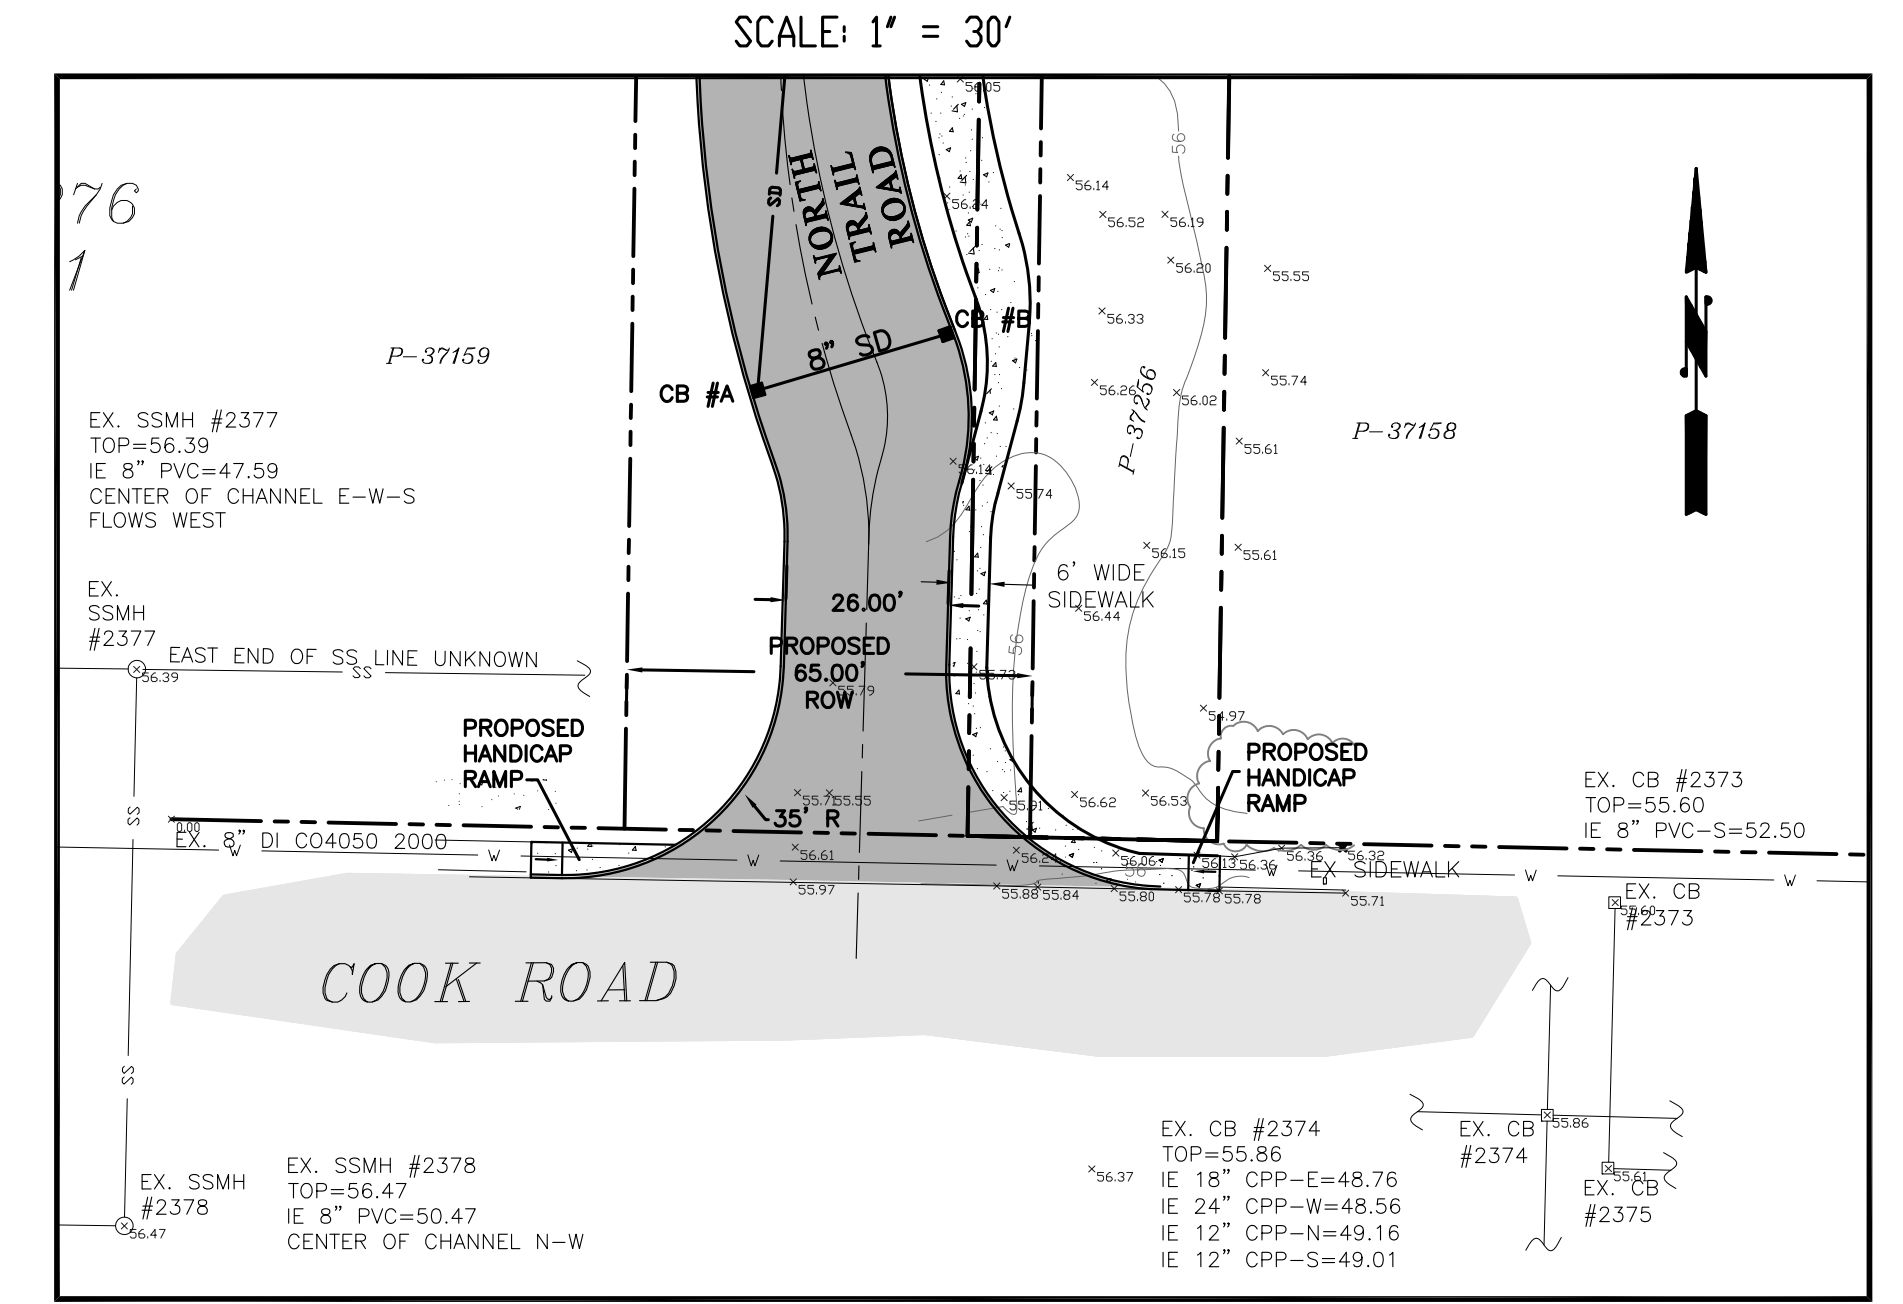 SCALE: 1" = 30'
56.05
76
1
SD
NORTH
TRAIL
ROAD
56
56.14
56.24
56.52
56.19
56.20
55.55
CB #B
56.33
8" SD
P-37159
CB #A
55.74
56.26
56.02
P-37256
P-37158
EX. SSMH #2377
TOP=56.39
IE 8" PVC=47.59
CENTER OF CHANNEL E-W-S
FLOWS WEST
55.61
56.14
55.74
56.15
55.61
6' WIDE
SIDEWALK
56.44
26.00'
EX.
SSMH
#2377
56.39
EAST END OF SS LINE UNKNOWN
SS
PROPOSED
65.00'
ROW
55.79
55.73
56
54.97
PROPOSED
HANDICAP
RAMP
PROPOSED
HANDICAP
RAMP
EX. CB #2373
TOP=55.60
IE 8" PVC-S=52.50
55.71
55.55
55.91
56.62
56.53
35' R
SS
0.00
EX. 8" DI CO4050 2000
W
W
W
W
W
W
W
56.61
56.24
56.06
56.13
56.36
56.36
56.32
EX SIDEWALK
56
55.97
55.88
55.84
55.80
55.78
55.78
55.71
EX. CB
#2373
55.60
COOK ROAD
SS
N
55.86
EX. CB
#2374
55.61
EX. CB
#2375
56.37
EX. CB #2374
TOP=55.86
IE 18" CPP-E=48.76
IE 24" CPP-W=48.56
IE 12" CPP-N=49.16
IE 12" CPP-S=49.01
EX. SSMH
#2378
56.47
EX. SSMH #2378
TOP=56.47
IE 8" PVC=50.47
CENTER OF CHANNEL N-W